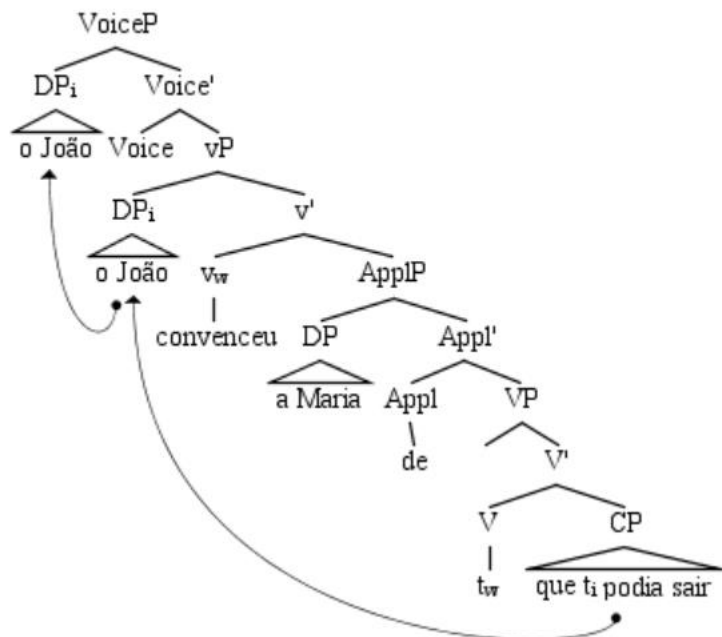 VoiceP
DPi Voice'
o João Voice vP
DPi v'
o João vw ApplP
convenceu DP Appl'
a Maria Appl VP
de V'
V CP
tw que ti podia sair